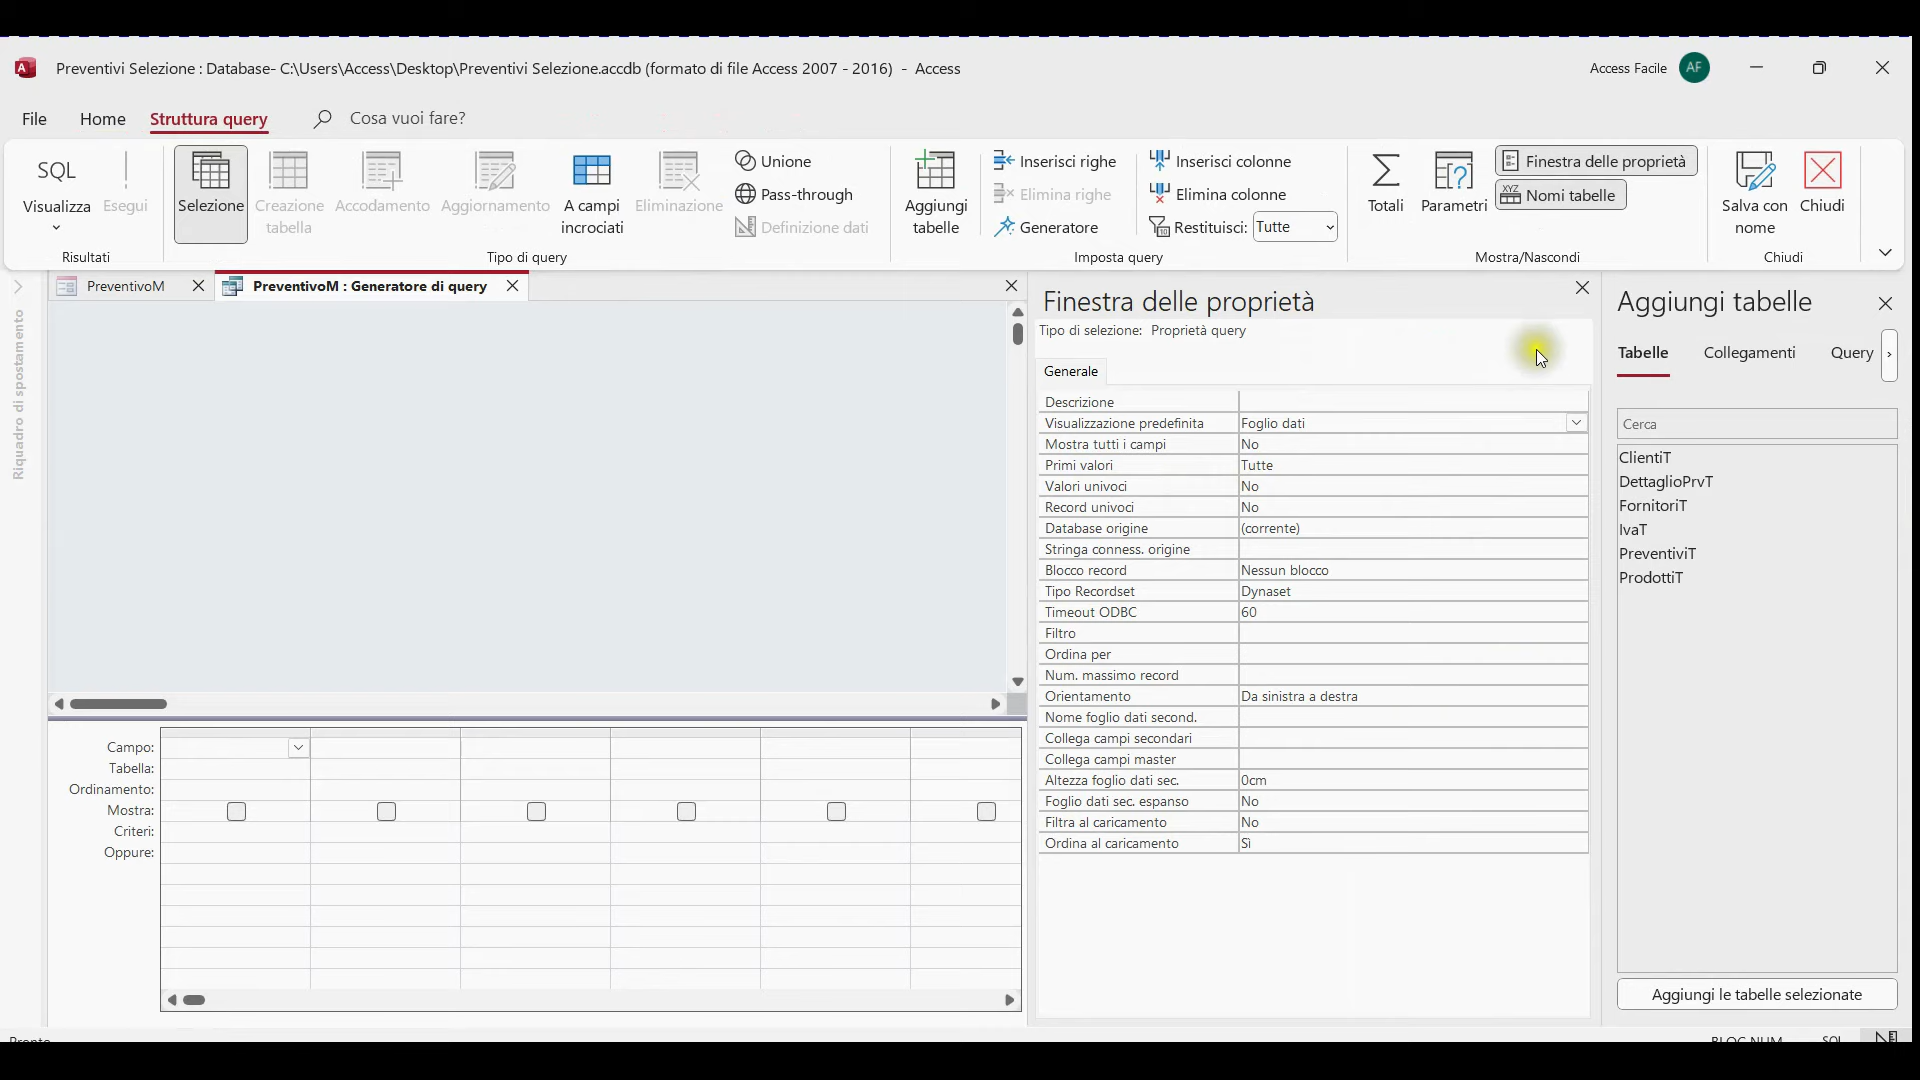 Preventivi Selezione : Database- C:\Users\Access\Desktop\Preventivi Selezione.accdb (formato di file Access 2007 - 2016) - Access
Access Facile AF
File Home Struttura query Cosa vuoi fare?
SQL
Visualizza
Esegui
Risultati
Selezione
Creazione
tabella
Accodamento
Aggiornamento
A campi
incrociati
Eliminazione
Unione
Pass-through
Definizione dati
Tipo di query
Aggiungi
tabelle
Inserisci righe
Elimina righe
Generatore
Inserisci colonne
Elimina colonne
Restituisci: Tutte
Imposta query
Totali
Parametri
Finestra delle proprietà
XYZ Nomi tabelle
Mostra/Nascondi
Salva con
nome
Chiudi
Chiudi
Riquadro di spostamento
PreventivoM
PreventivoM : Generatore di query
Campo:
Tabella:
Ordinamento:
Mostra:
Criteri:
Oppure:
Finestra delle proprietà
Tipo di selezione: Proprietà query
Generale
Descrizione
Visualizzazione predefinita Foglio dati
Mostra tutti i campi No
Primi valori Tutte
Valori univoci No
Record univoci No
Database origine (corrente)
Stringa conness. origine
Blocco record Nessun blocco
Tipo Recordset Dynaset
Timeout ODBC 60
Filtro
Ordina per
Num. massimo record
Orientamento Da sinistra a destra
Nome foglio dati second.
Collega campi secondari
Collega campi master
Altezza foglio dati sec. 0cm
Foglio dati sec. espanso No
Filtra al caricamento No
Ordina al caricamento Sì
Aggiungi tabelle
Tabelle Collegamenti Query
Cerca
ClientiT
DettaglioPrvT
FornitoriT
IvaT
PreventiviT
ProdottiT
Aggiungi le tabelle selezionate
Pronto BLOC NUM SQL